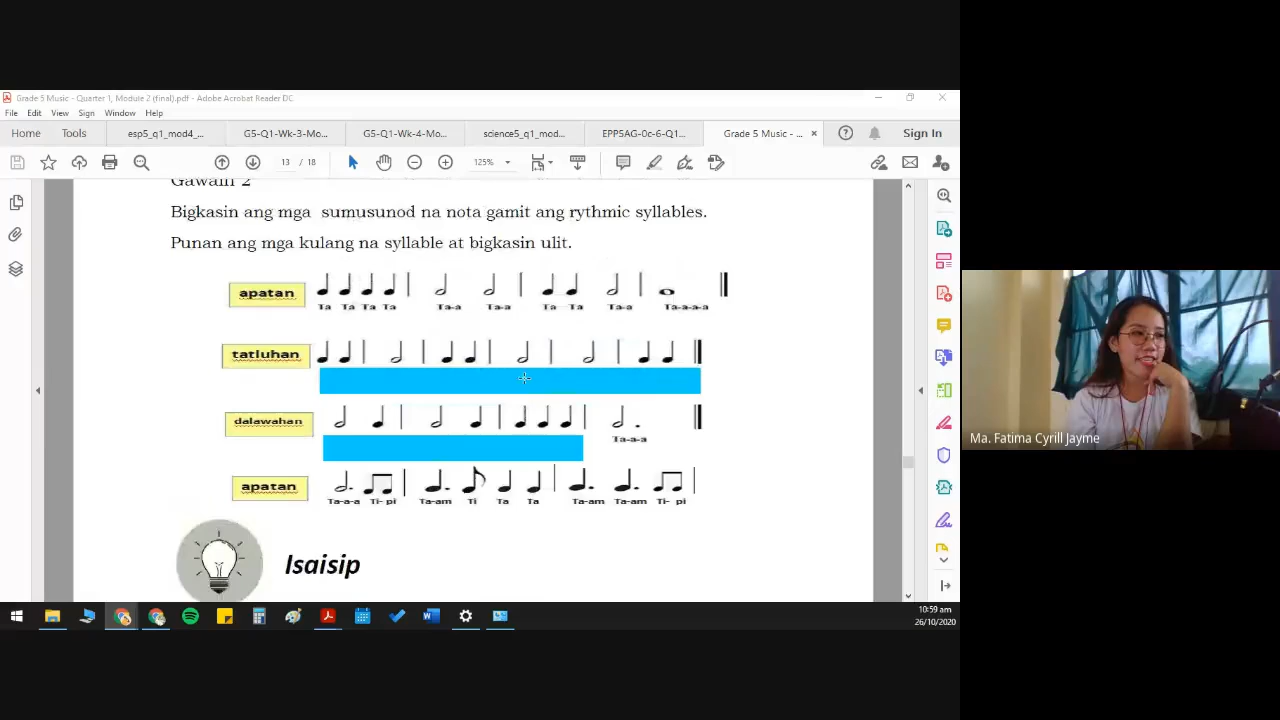 Grade 5 Music - Quarter 1, Module 2 (final).pdf - Adobe Acrobat Reader DC
File Edit View Sign Window Help
Home Tools esp5_q1_mod4_... G5-Q1-Wk-3-Mo... G5-Q1-Wk-4-Mo... science5_q1_mod... EPP5AG-0c-6-Q1... Grade 5 Music - ... Sign In
13 / 18 125%
Gawain 2
Bigkasin ang mga sumusunod na nota gamit ang rythmic syllables.
Punan ang mga kulang na syllable at bigkasin ulit.
apatan
Ta Ta Ta Ta Ta-a Ta-a Ta Ta Ta-a Ta-a-a-a
tatluhan
dalawahan
Ta-a-a
apatan
Ta-a-a Ti- pi Ta-am Ti Ta Ta Ta-am Ta-am Ti- pi
Isaisip
Ma. Fatima Cyrill Jayme
10:59 am
26/10/2020